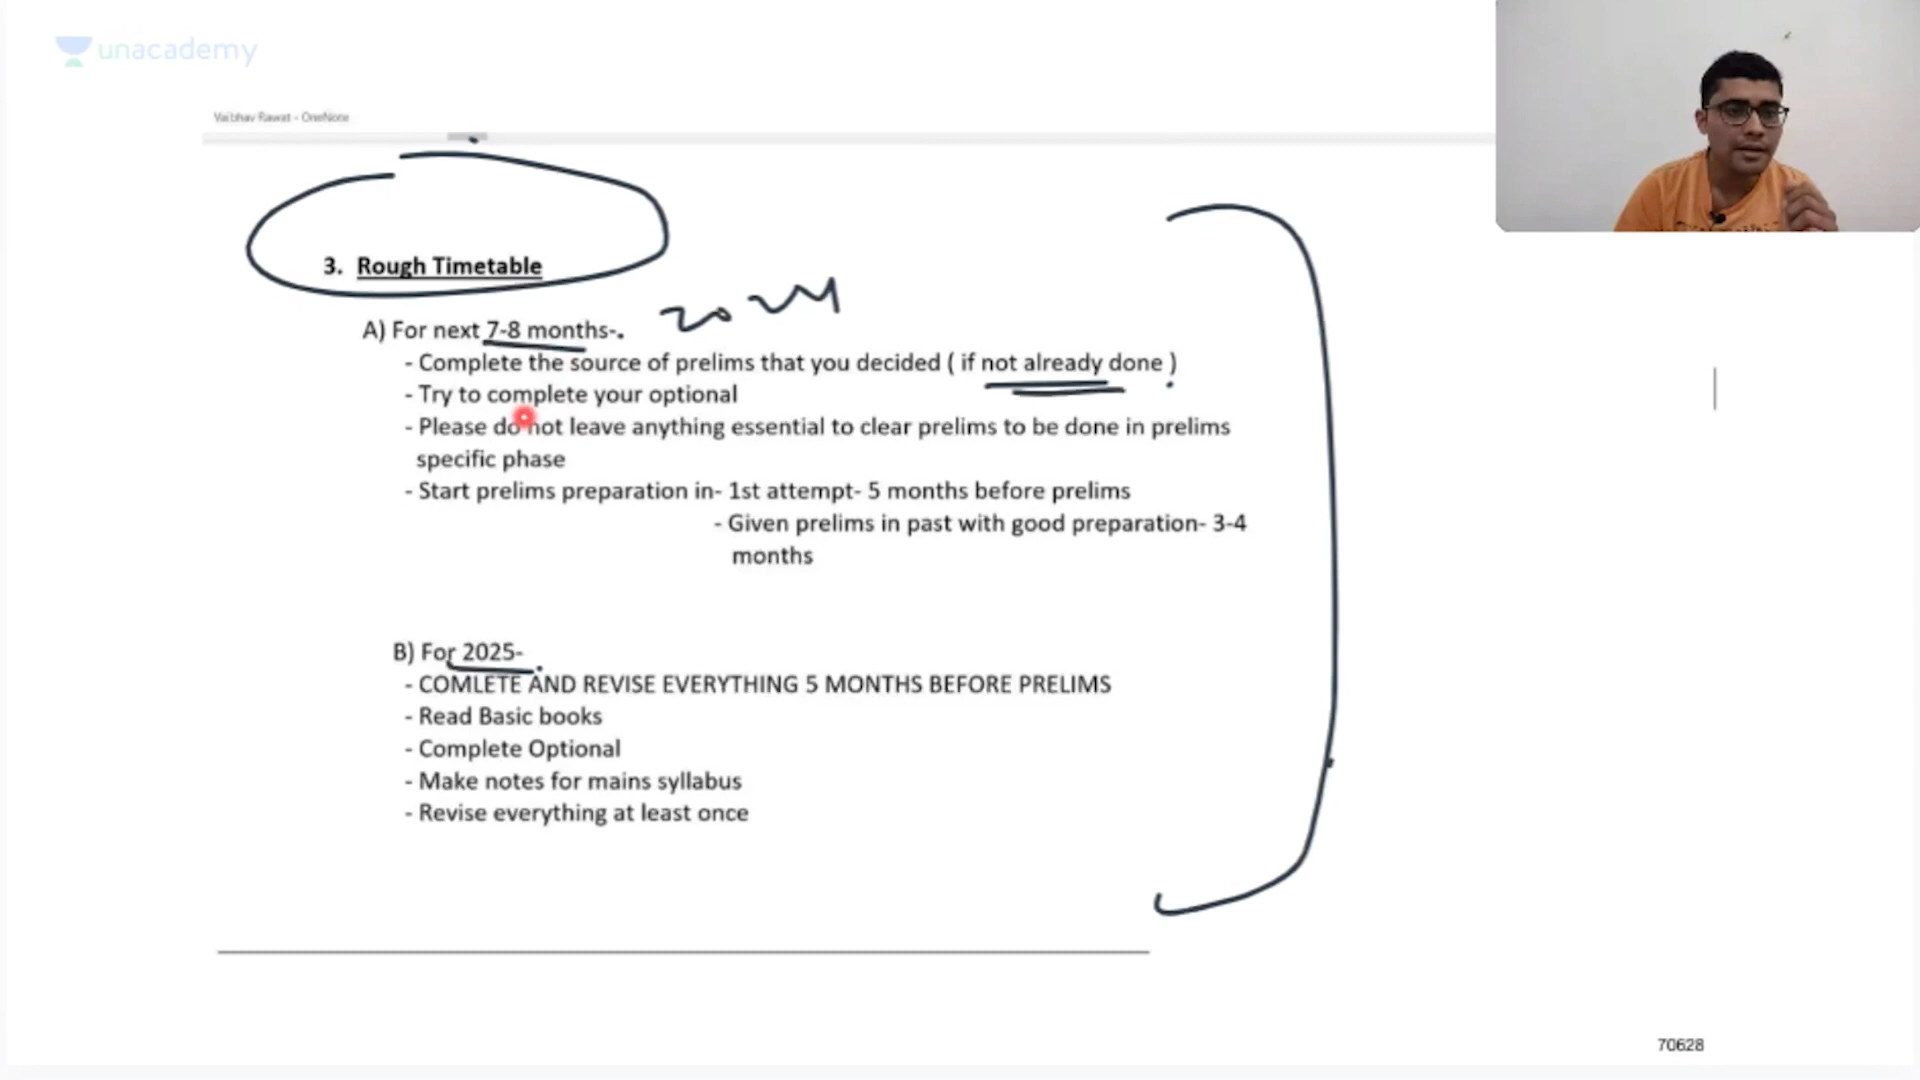 unacademy
Vaibhav Rawat - OneNote
3. Rough Timetable
2024
A) For next 7-8 months-.
- Complete the source of prelims that you decided ( if not already done )
- Try to complete your optional
- Please do not leave anything essential to clear prelims to be done in prelims
specific phase
- Start prelims preparation in- 1st attempt- 5 months before prelims
- Given prelims in past with good preparation- 3-4
months
B) For 2025-
- COMLETE AND REVISE EVERYTHING 5 MONTHS BEFORE PRELIMS
- Read Basic books
- Complete Optional
- Make notes for mains syllabus
- Revise everything at least once
70628